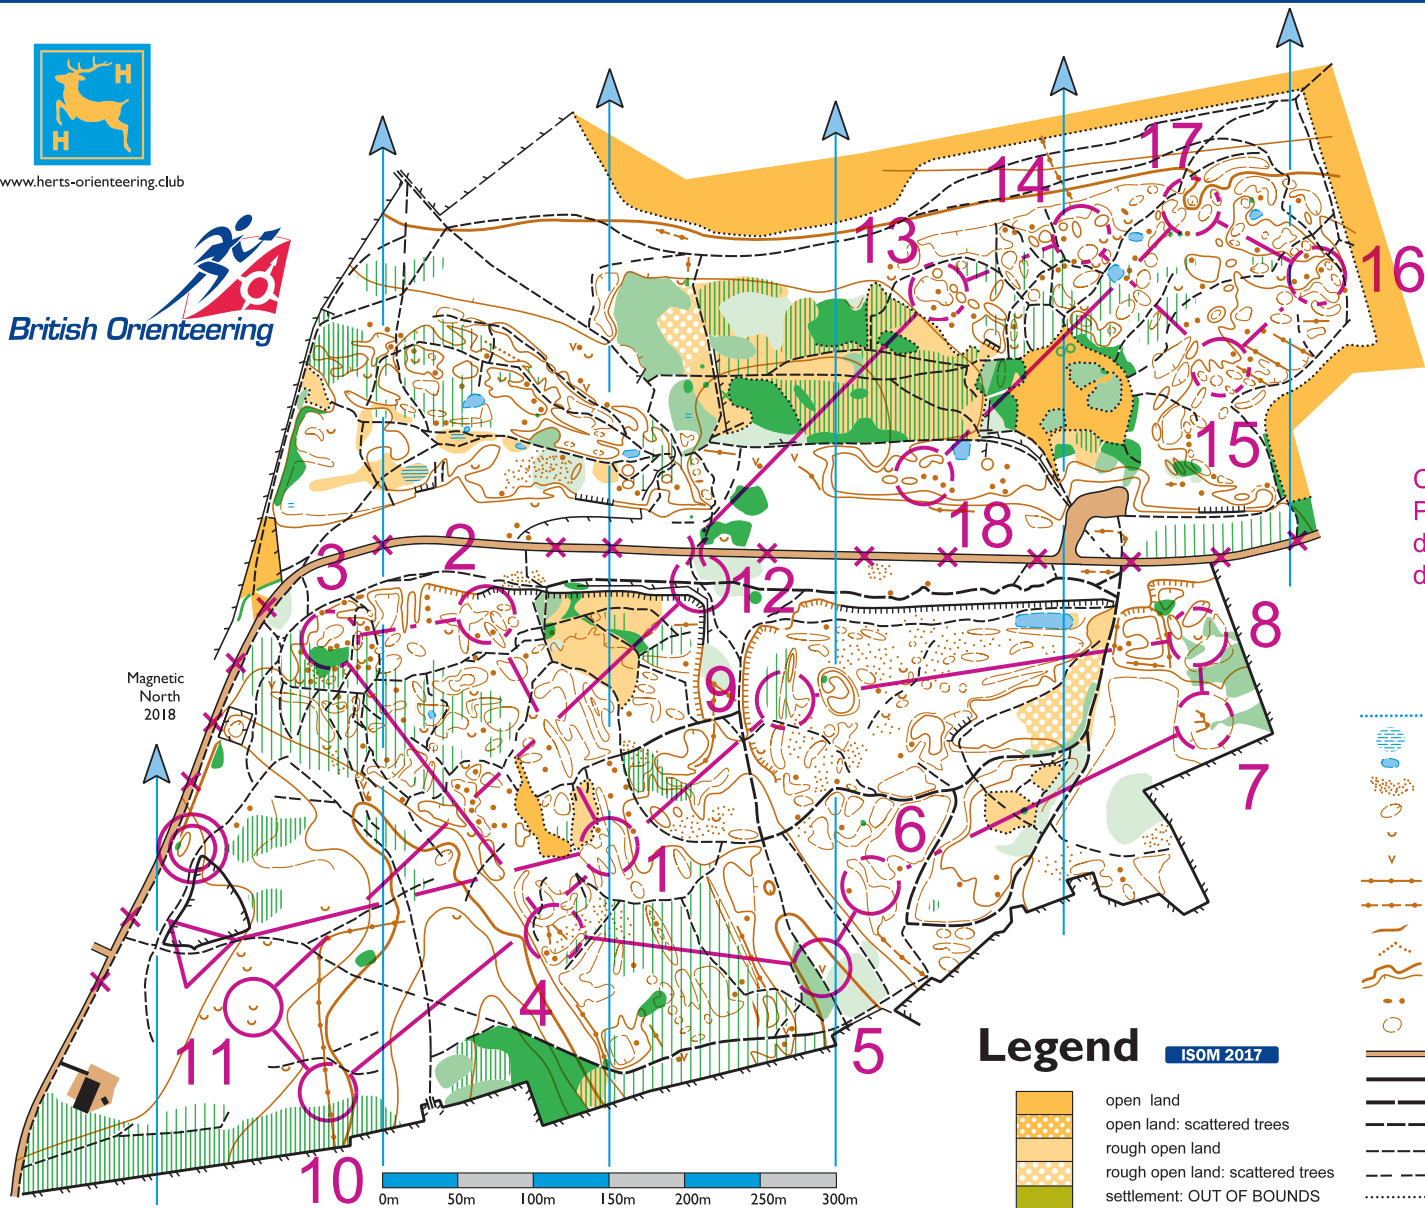 H
H
www.herts-orienteering.club
British Orienteering
17
14
13
16
15
18
2
3
12
8
9
Magnetic
North
2018
7
6
1
4
5
11
10
Legend ISOM 2017
open land
open land: scattered trees
rough open land
rough open land: scattered trees
settlement: OUT OF BOUNDS
0m 50m 100m 150m 200m 250m 300m